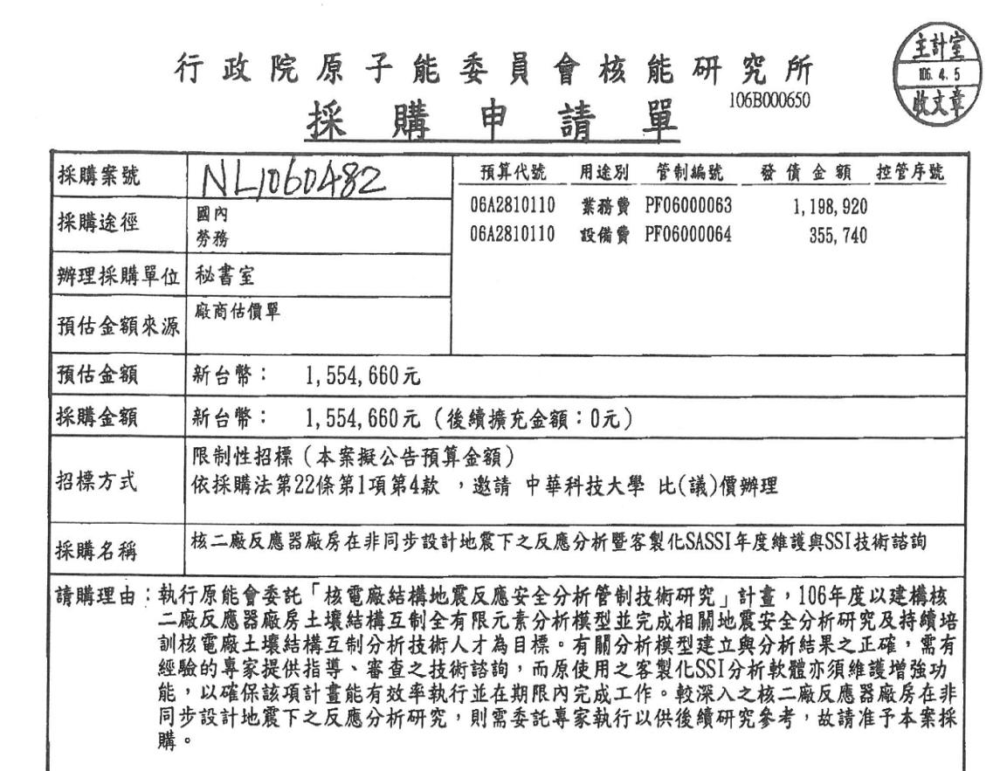 主計室
106. 4. 5
收文章
行政院原子能委員會核能研究所
106B000650
採購申請單
採購案號 NL1060482
預算代號 用途別 管制編號 發債金額 控管序號
06A2810110 業務費 PF06000063 1,198,920
06A2810110 設備費 PF06000064 355,740
採購途徑 國內
勞務
辦理採購單位 秘書室
預估金額來源 廠商估價單
預估金額 新台幣： 1,554,660元
採購金額 新台幣： 1,554,660元（後續擴充金額：0元）
招標方式 限制性招標（本案擬公告預算金額）
依採購法第22條第1項第4款 ，邀請 中華科技大學 比(議)價辦理
採購名稱 核二廠反應器廠房在非同步設計地震下之反應分析暨客製化SASSI年度維護與SSI技術諮詢
請購理由：執行原能會委託「核電廠結構地震反應安全分析管制技術研究」計畫，106年度以建構核
二廠反應器廠房土壤結構互制全有限元素分析模型並完成相關地震安全分析研究及持續培
訓核電廠土壤結構互制分析技術人才為目標。有關分析模型建立與分析結果之正確，需有
經驗的專家提供指導、審查之技術諮詢，而原使用之客製化SSI分析軟體亦須維護增強功
能，以確保該項計畫能有效率執行並在期限內完成工作。較深入之核二廠反應器廠房在非
同步設計地震下之反應分析研究，則需委託專家執行以供後續研究參考，故請准予本案採
購。